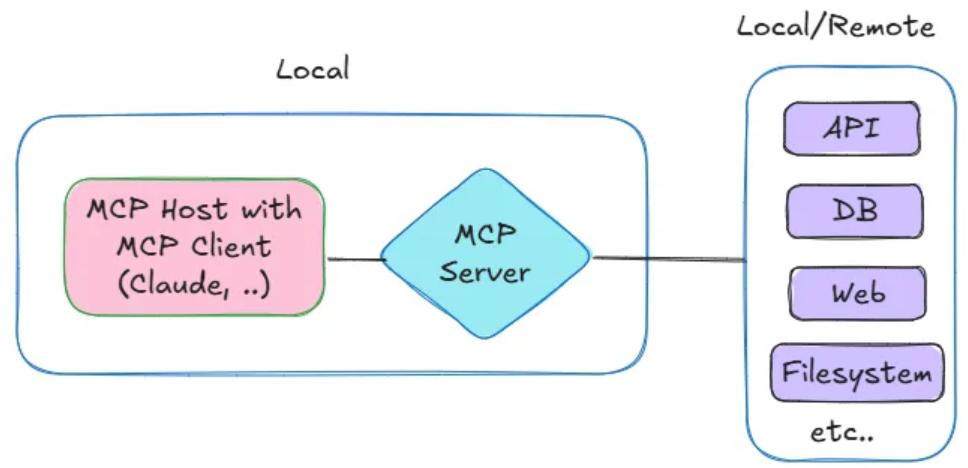 Local
MCP Host with
MCP Client
(Claude, ..)
MCP
Server
Local/Remote
API
DB
Web
Filesystem
etc..